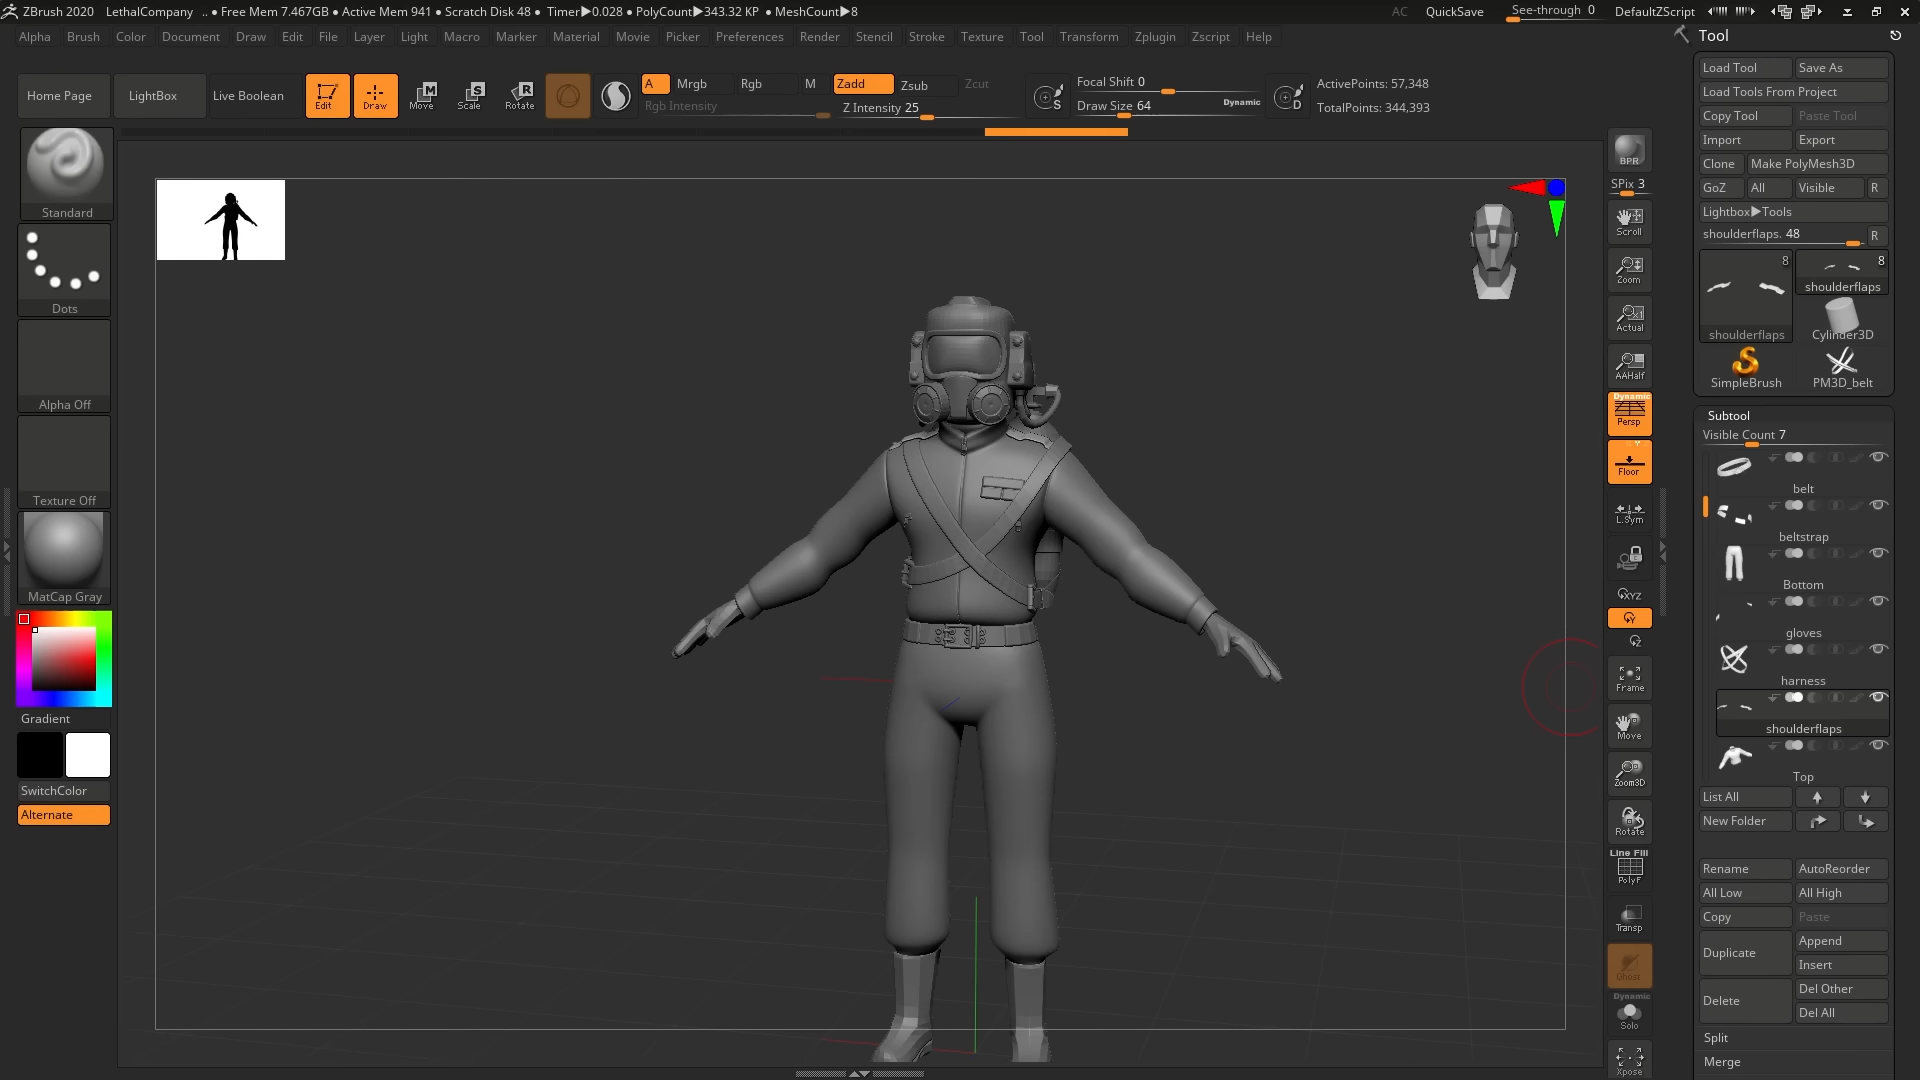 ZBrush 2020 LethalCompany .. • Free Mem 7.467GB • Active Mem 941 • Scratch Disk 48 • Timer▶0.028 • PolyCount▶343.32 KP • MeshCount▶8 AC QuickSave See-through 0 DefaultZScript
Alpha Brush Color Document Draw Edit File Layer Light Macro Marker Material Movie Picker Preferences Render Stencil Stroke Texture Tool Transform Zplugin Zscript Help
Home Page LightBox Live Boolean Edit Draw Move Scale Rotate
A Mrgb Rgb M Zadd Zsub Zcut
Rgb Intensity Z Intensity 25
S Focal Shift 0
Draw Size 64 Dynamic D
ActivePoints: 57,348
TotalPoints: 344,393
Standard
Dots
Alpha Off
Texture Off
MatCap Gray
Gradient
SwitchColor
Alternate
BPR
SPix 3
Scroll
Zoom
Actual
AAHalf
Dynamic
Persp
Floor
L.Sym
XYZ
Y
Z
Frame
Move
Zoom3D
Rotate
Line Fill
PolyF
Transp
Ghost
Dynamic
Solo
Xpose
Tool
Load Tool Save As
Load Tools From Project
Copy Tool Paste Tool
Import Export
Clone Make PolyMesh3D
GoZ All Visible R
Lightbox▶Tools
shoulderflaps. 48 R
8 8
shoulderflaps
shoulderflaps Cylinder3D
SimpleBrush PM3D_belt
Subtool
Visible Count 7
belt
beltstrap
Bottom
gloves
harness
shoulderflaps
Top
List All
New Folder
Rename AutoReorder
All Low All High
Copy Paste
Duplicate Append
Insert
Delete Del Other
Del All
Split
Merge